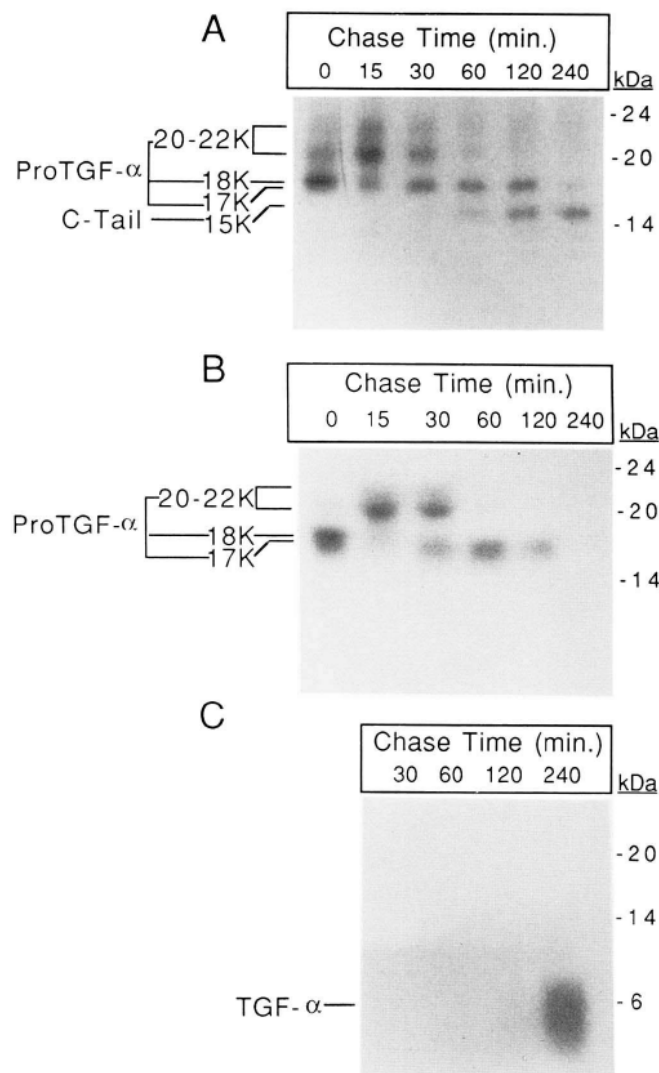 A
Chase Time (min.)
0 15 30 60 120 240
kDa
-24
20-22K
-20
ProTGF-α
18K
17K
C-Tail 15K
-14
B
Chase Time (min.)
0 15 30 60 120 240
kDa
-24
20-22K
-20
ProTGF-α
18K
17K
-14
C
Chase Time (min.)
30 60 120 240
kDa
-20
-14
TGF-α
-6